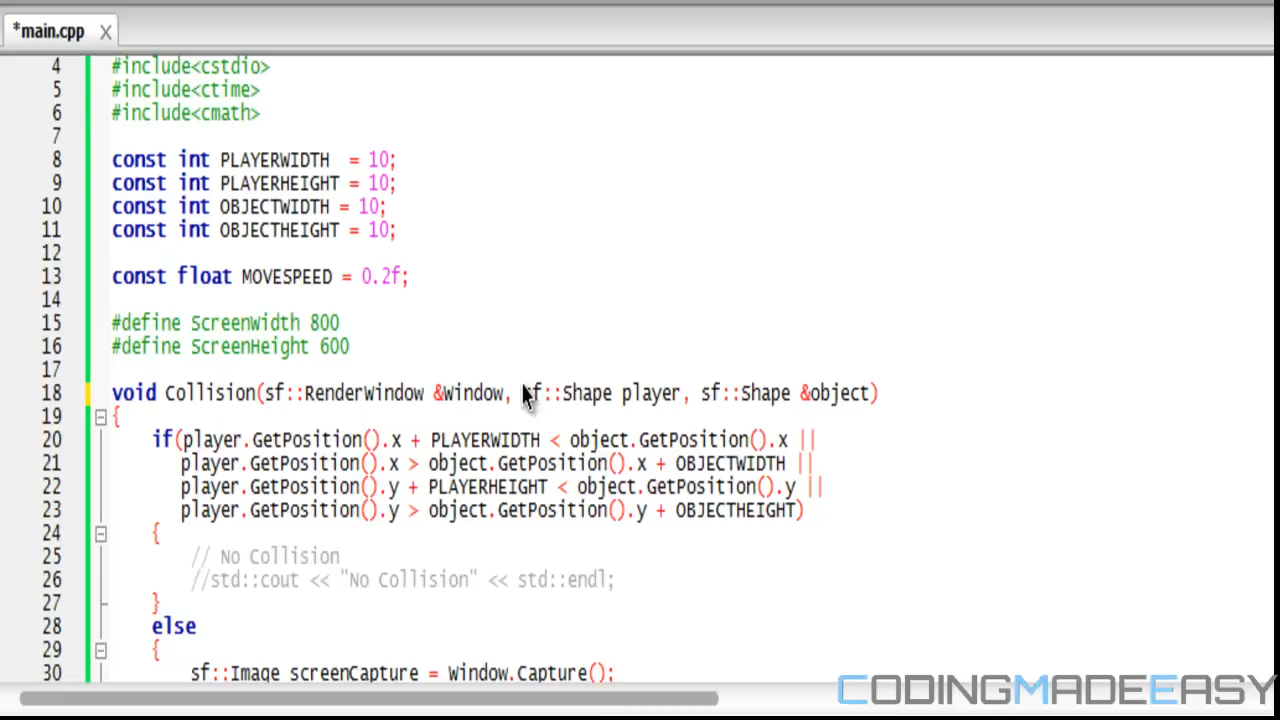 *main.cpp X
4 #include<cstdio>
5 #include<ctime>
6 #include<cmath>
7
8 const int PLAYERWIDTH  = 10;
9 const int PLAYERHEIGHT = 10;
10 const int OBJECTWIDTH = 10;
11 const int OBJECTHEIGHT = 10;
12
13 const float MOVESPEED = 0.2f;
14
15 #define ScreenWidth 800
16 #define ScreenHeight 600
17
18 void Collision(sf::RenderWindow &Window, sf::Shape player, sf::Shape &object)
19 {
20 if(player.GetPosition().x + PLAYERWIDTH < object.GetPosition().x ||
21 player.GetPosition().x > object.GetPosition().x + OBJECTWIDTH ||
22 player.GetPosition().y + PLAYERHEIGHT < object.GetPosition().y ||
23 player.GetPosition().y > object.GetPosition().y + OBJECTHEIGHT)
24 {
25 // No Collision
26 //std::cout << "No Collision" << std::endl;
27 }
28 else
29 {
30 sf::Image screenCapture = Window.Capture();
CODINGMADEEASY